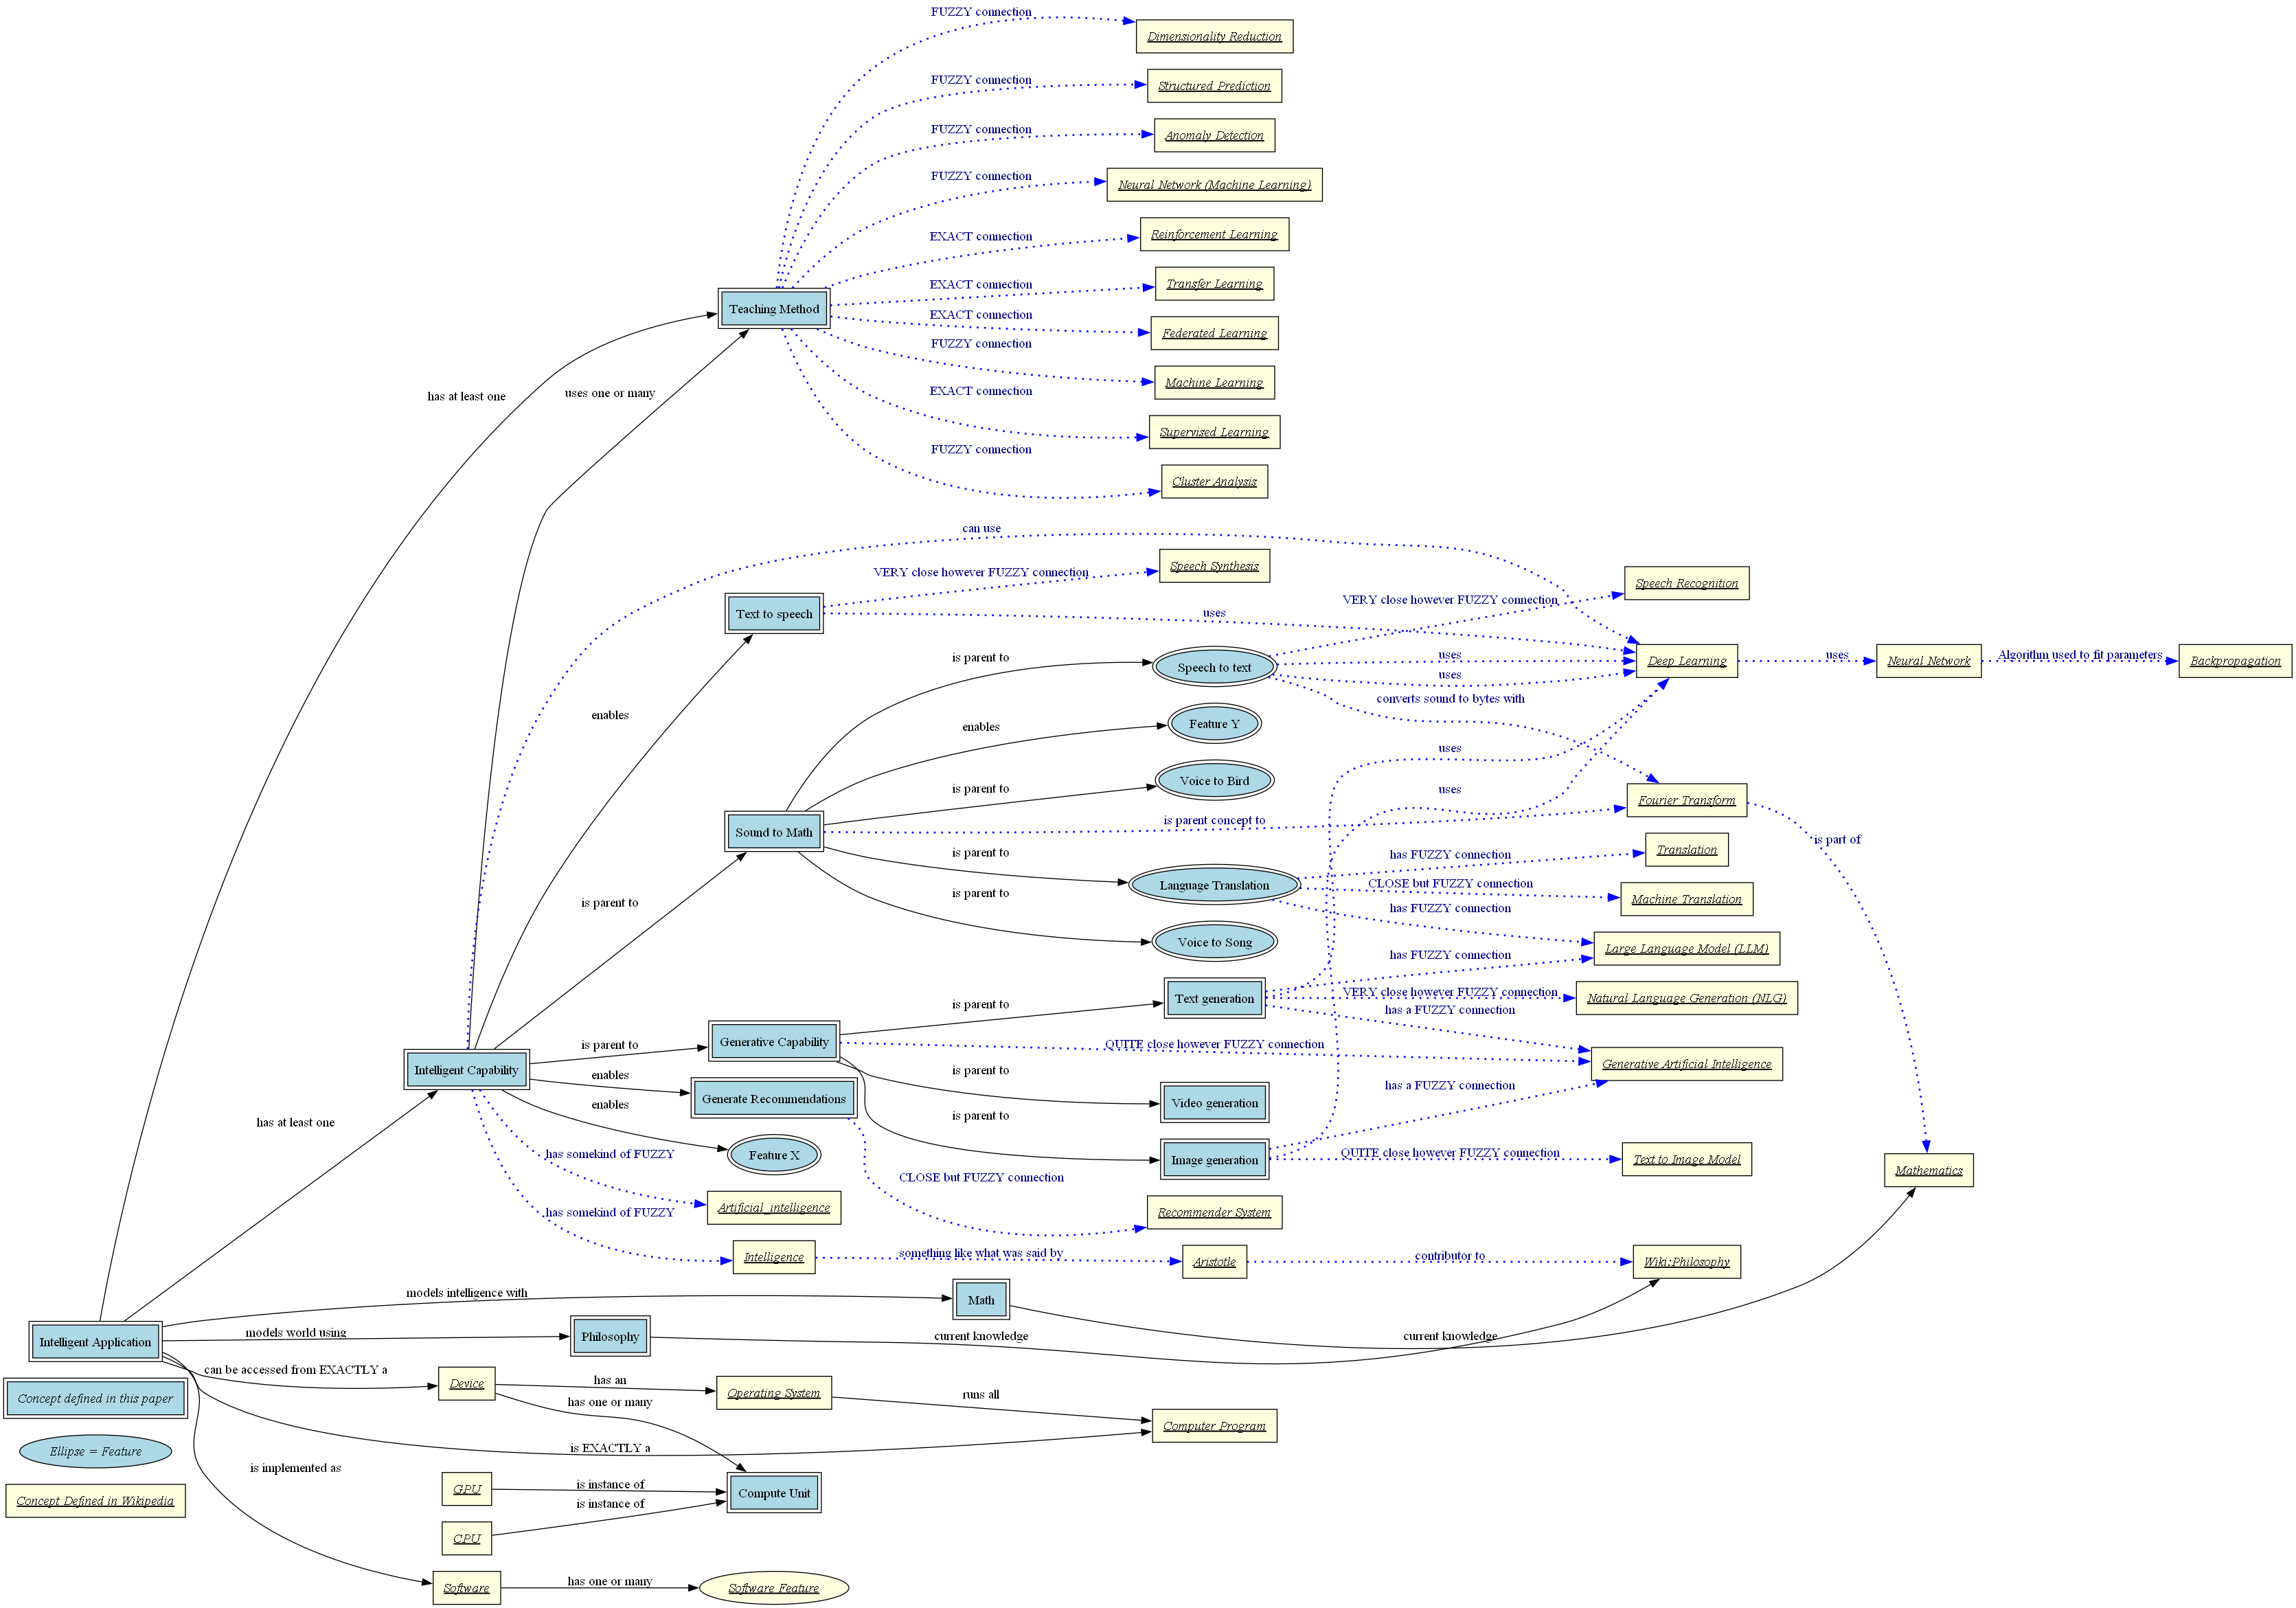 FUZZY connection
Dimensionality Reduction
FUZZY connection
Structured Prediction
FUZZY connection
Anomaly Detection
FUZZY connection
Neural Network (Machine Learning)
EXACT connection
Reinforcement Learning
EXACT connection
Transfer Learning
Teaching Method
EXACT connection
Federated Learning
FUZZY connection
Machine Learning
has at least one
uses one or many
EXACT connection
Supervised Learning
FUZZY connection
Cluster Analysis
can use
VERY close however FUZZY connection
Speech Synthesis
Speech Recognition
VERY close however FUZZY connection
Text to speech
uses
is parent to
Speech to text
uses
uses
Deep Learning
uses
Neural Network
Algorithm used to fit parameters
Backpropagation
converts sound to bytes with
enables
enables
Feature Y
uses
is parent to
Voice to Bird
uses
Fourier Transform
Sound to Math
is parent concept to
is part of
is parent to
Language Translation
has FUZZY connection
Translation
CLOSE but FUZZY connection
Machine Translation
is parent to
is parent to
has FUZZY connection
Voice to Song
Large Language Model (LLM)
has FUZZY connection
is parent to
Text generation
VERY close however FUZZY connection
Natural Language Generation (NLG)
has a FUZZY connection
Generative Capability
is parent to
QUITE close however FUZZY connection
Generative Artificial Intelligence
Intelligent Capability
enables
is parent to
has a FUZZY connection
Generate Recommendations
Video generation
enables
is parent to
has at least one
Feature X
has somekind of FUZZY
Image generation
QUITE close however FUZZY connection
Text to Image Model
Mathematics
CLOSE but FUZZY connection
Artificial_intelligence
has somekind of FUZZY
Recommender System
Intelligence
something like what was said by
Aristotle
contributor to
Wiki:Philosophy
models intelligence with
Math
Intelligent Application
models world using
Philosophy
current knowledge
current knowledge
can be accessed from EXACTLY a
Device
has an
Operating System
runs all
Concept defined in this paper
has one or many
Computer Program
Ellipse = Feature
is EXACTLY a
is implemented as
GPU
is instance of
Compute Unit
Concept Defined in Wikipedia
is instance of
CPU
Software
has one or many
Software Feature